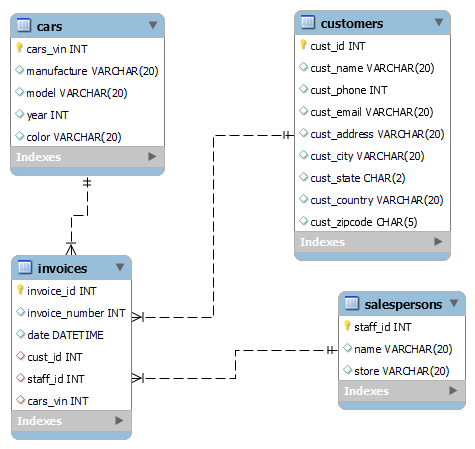 cars
cars_vin INT
manufacture VARCHAR(20)
model VARCHAR(20)
year INT
color VARCHAR(20)
Indexes
customers
cust_id INT
cust_name VARCHAR(20)
cust_phone INT
cust_email VARCHAR(20)
cust_address VARCHAR(20)
cust_city VARCHAR(20)
cust_state CHAR(2)
cust_country VARCHAR(20)
cust_zipcode CHAR(5)
Indexes
invoices
invoice_id INT
invoice_number INT
date DATETIME
cust_id INT
staff_id INT
cars_vin INT
Indexes
salespersons
staff_id INT
name VARCHAR(20)
store VARCHAR(20)
Indexes